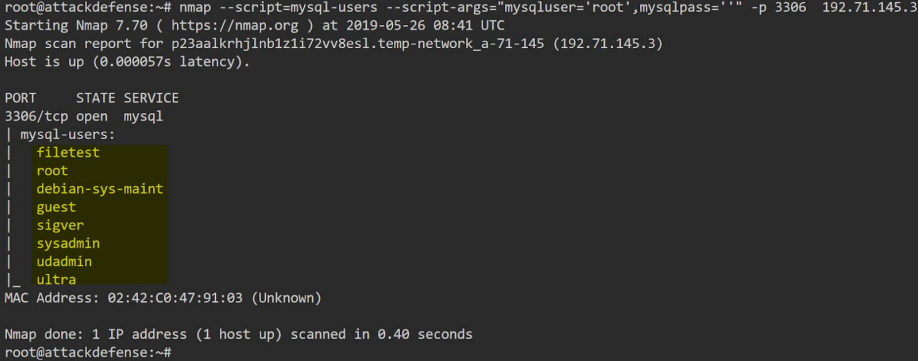 root@attackdefense:~# nmap --script=mysql-users --script-args="mysqluser='root',mysqlpass=''" -p 3306  192.71.145.3
Starting Nmap 7.70 ( https://nmap.org ) at 2019-05-26 08:41 UTC
Nmap scan report for p23aalkrhjlnb1z1i72vv8esl.temp-network_a-71-145 (192.71.145.3)
Host is up (0.000057s latency).

PORT     STATE SERVICE
3306/tcp open  mysql
| mysql-users:
|   filetest
|   root
|   debian-sys-maint
|   guest
|   sigver
|   sysadmin
|   udadmin
|_  ultra
MAC Address: 02:42:C0:47:91:03 (Unknown)

Nmap done: 1 IP address (1 host up) scanned in 0.40 seconds
root@attackdefense:~#